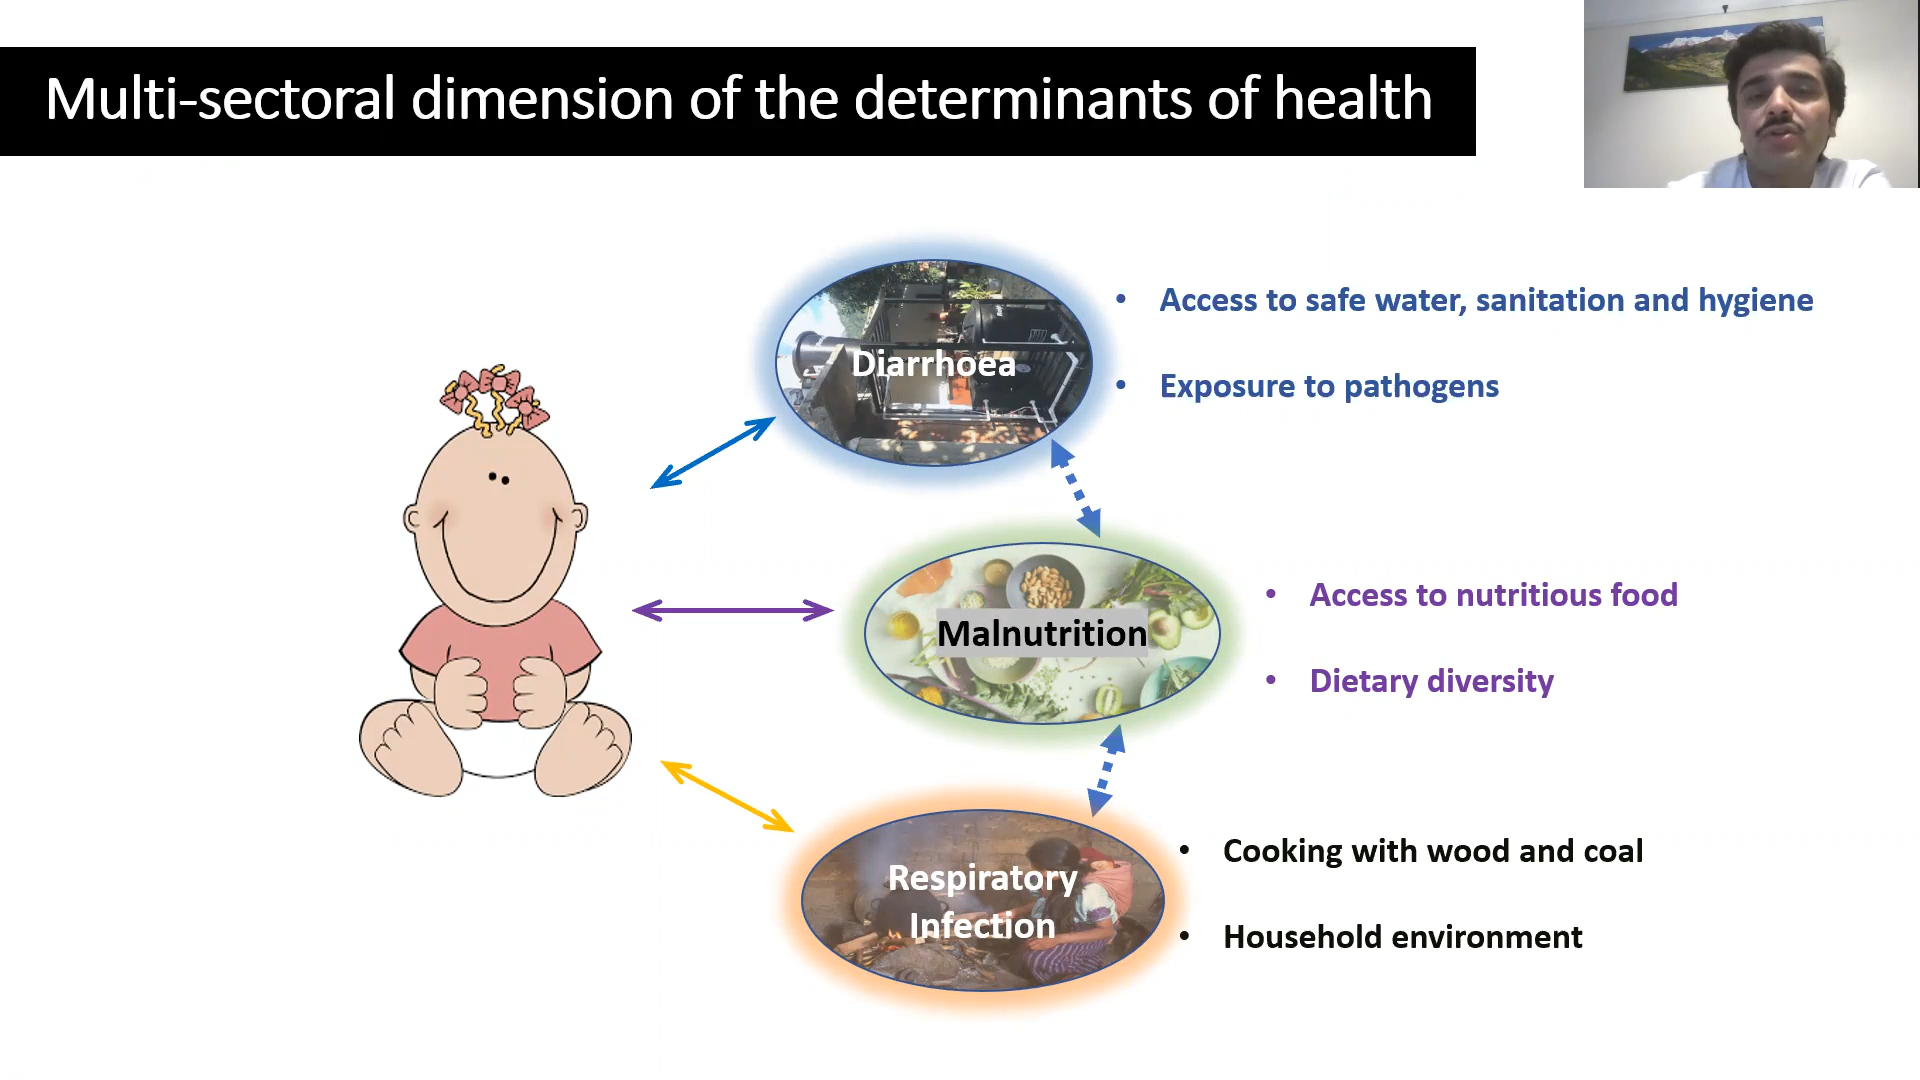 Multi-sectoral dimension of the determinants of health
Diarrhoea
• Access to safe water, sanitation and hygiene
• Exposure to pathogens
Malnutrition
• Access to nutritious food
• Dietary diversity
Respiratory
Infection
• Cooking with wood and coal
• Household environment